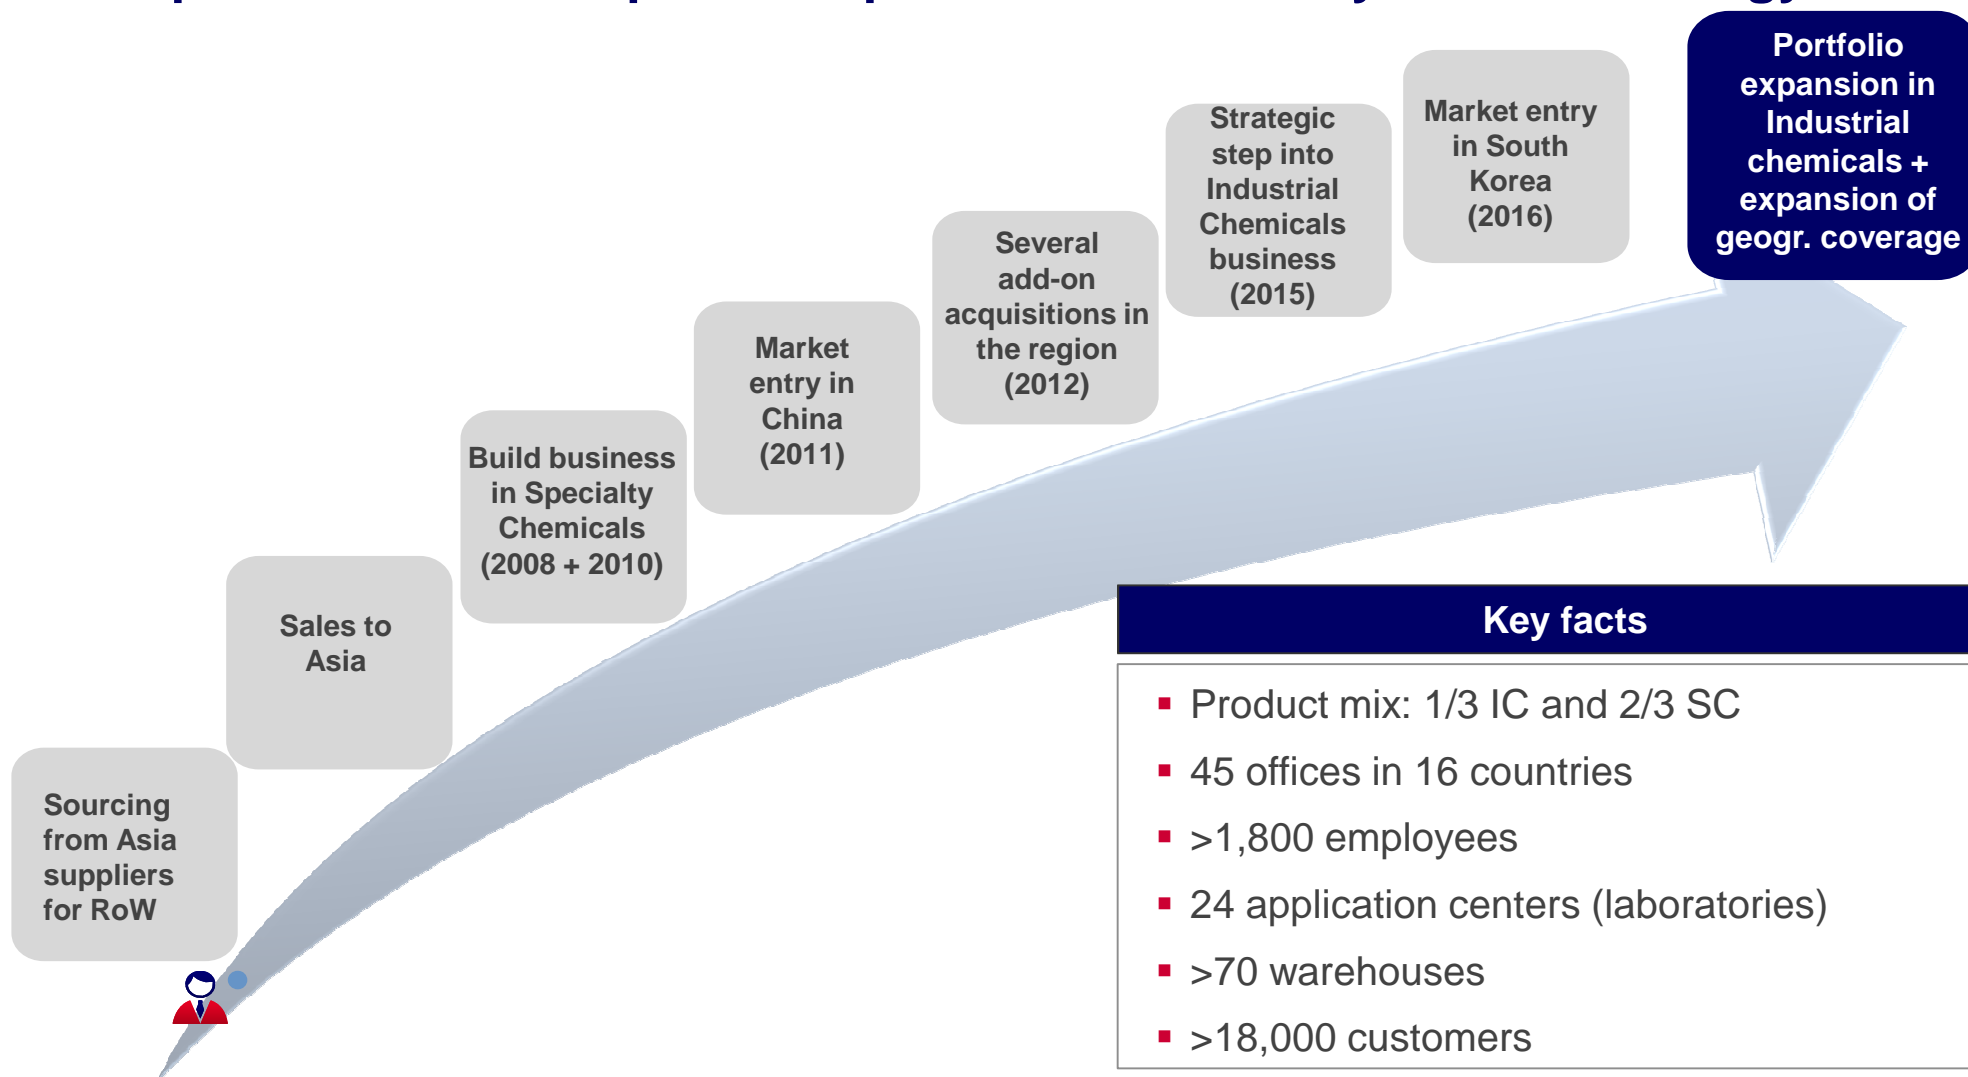 Sourcing
from Asia
suppliers
for RoW
Sales to
Asia
Build business
in Specialty
Chemicals
(2008 + 2010)
Market
entry in
China
(2011)
Several
add-on
acquisitions in
the region
(2012)
Strategic
step into
Industrial
Chemicals
business
(2015)
Market entry
in South
Korea
(2016)
Portfolio
expansion in
Industrial
chemicals +
expansion of
geogr. coverage
Key facts
▪ Product mix: 1/3 IC and 2/3 SC
▪ 45 offices in 16 countries
▪ >1,800 employees
▪ 24 application centers (laboratories)
▪ >70 warehouses
▪ >18,000 customers